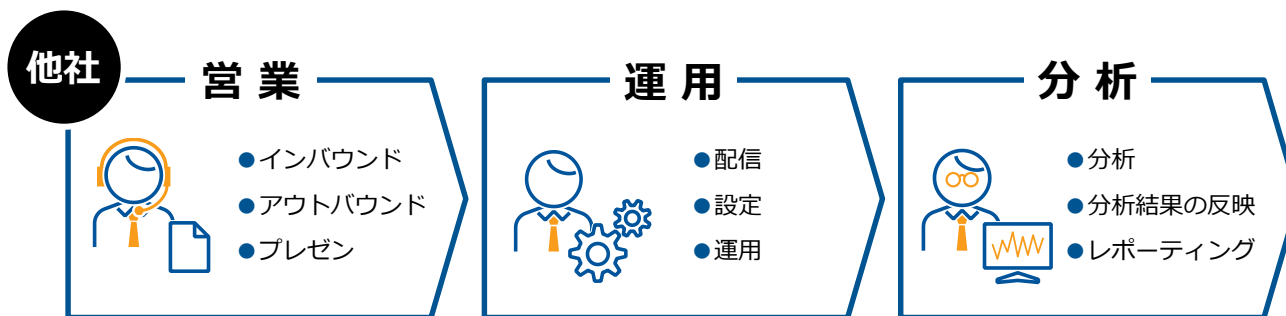 他社
営業
●インバウンド
●アウトバウンド
●プレゼン
運用
●配信
●設定
●運用
分析
●分析
●分析結果の反映
●レポーティング